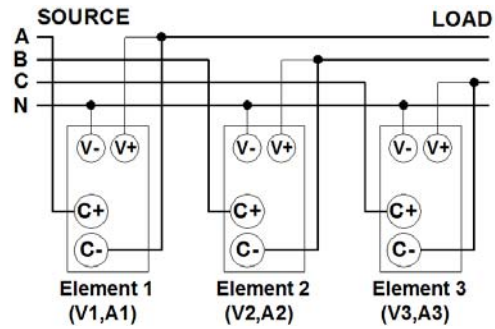 SOURCE LOAD
A
B
C
N
V- V+ V- V+ V- V+
C+ C+ C+
C- C- C-
Element 1 Element 2 Element 3
(V1,A1) (V2,A2) (V3,A3)